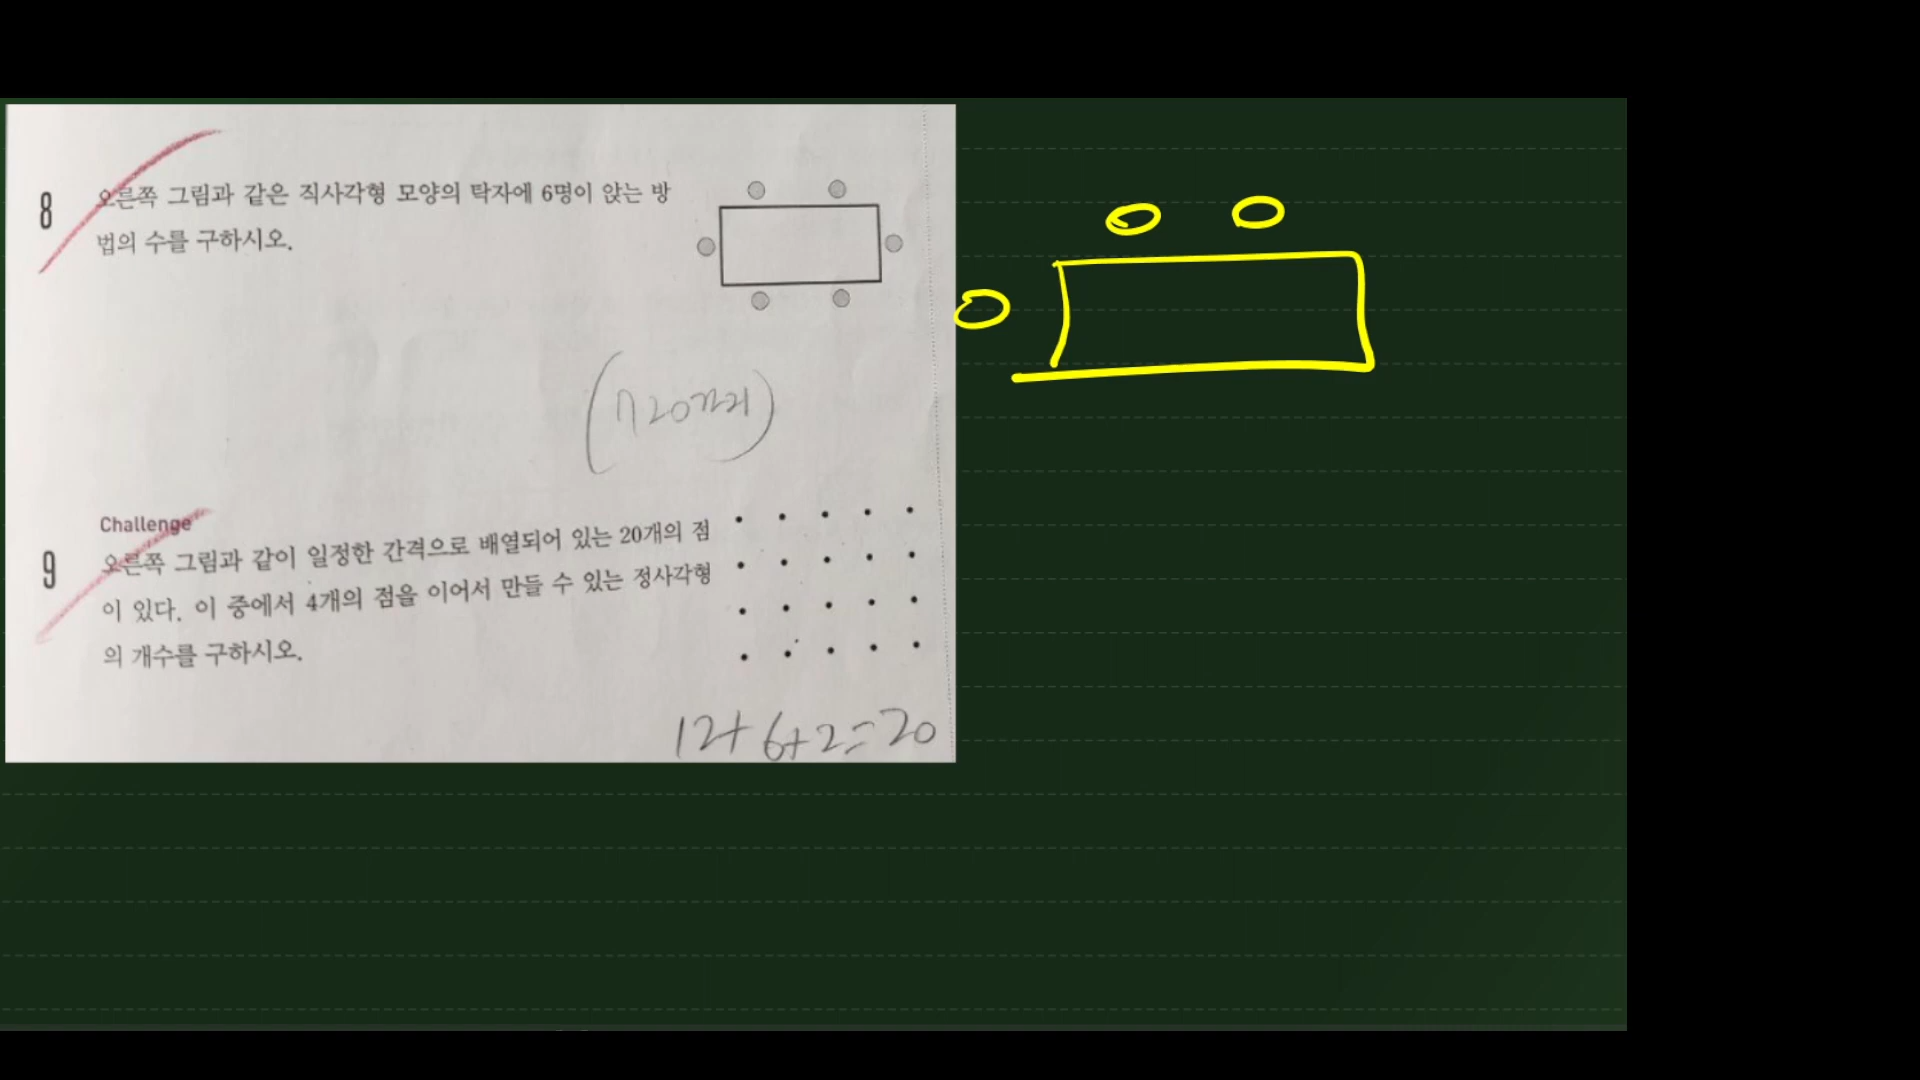 8
오른쪽 그림과 같은 직사각형 모양의 탁자에 6명이 앉는 방
법의 수를 구하시오.
(720가지)
Challenge
9
오른쪽 그림과 같이 일정한 간격으로 배열되어 있는 20개의 점
이 있다. 이 중에서 4개의 점을 이어서 만들 수 있는 정사각형
의 개수를 구하시오.
12+6+2=20